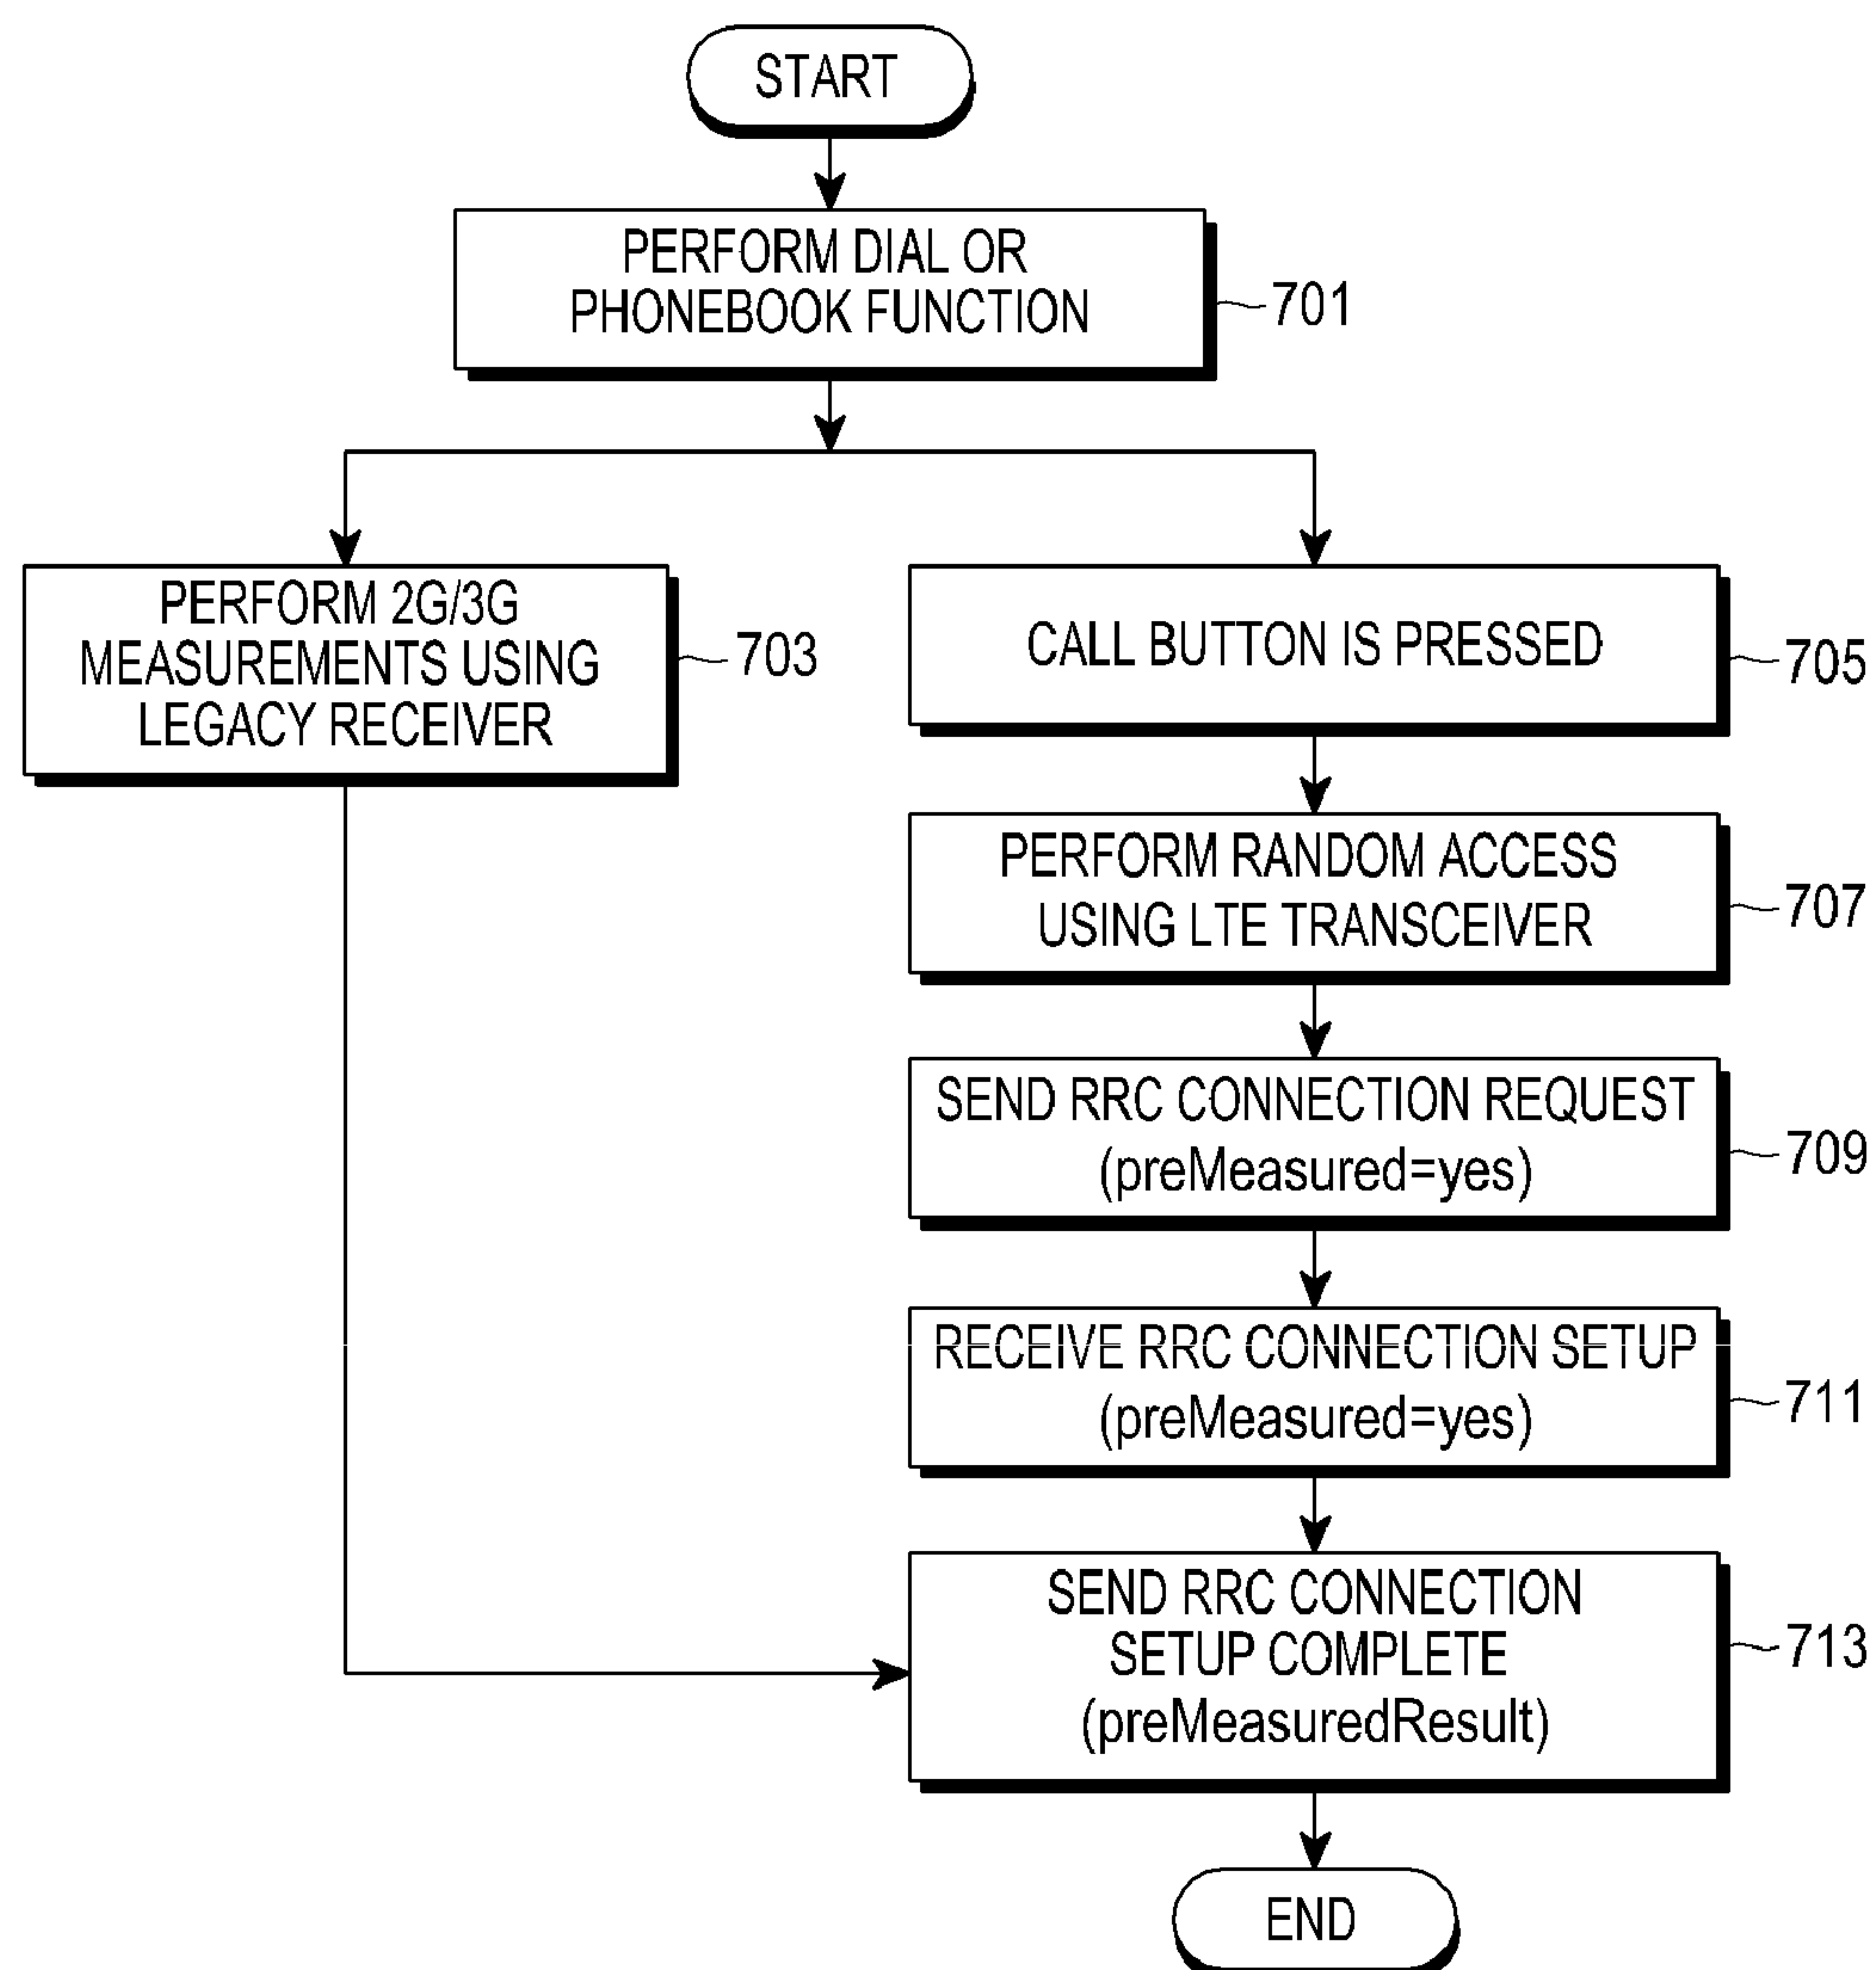 START
PERFORM DIAL OR
PHONEBOOK FUNCTION
701
PERFORM 2G/3G
MEASUREMENTS USING
LEGACY RECEIVER
703
CALL BUTTON IS PRESSED
705
PERFORM RANDOM ACCESS
USING LTE TRANSCEIVER
707
SEND RRC CONNECTION REQUEST
(preMeasured=yes)
709
RECEIVE RRC CONNECTION SETUP
(preMeasured=yes)
711
SEND RRC CONNECTION
SETUP COMPLETE
(preMeasuredResult)
713
END